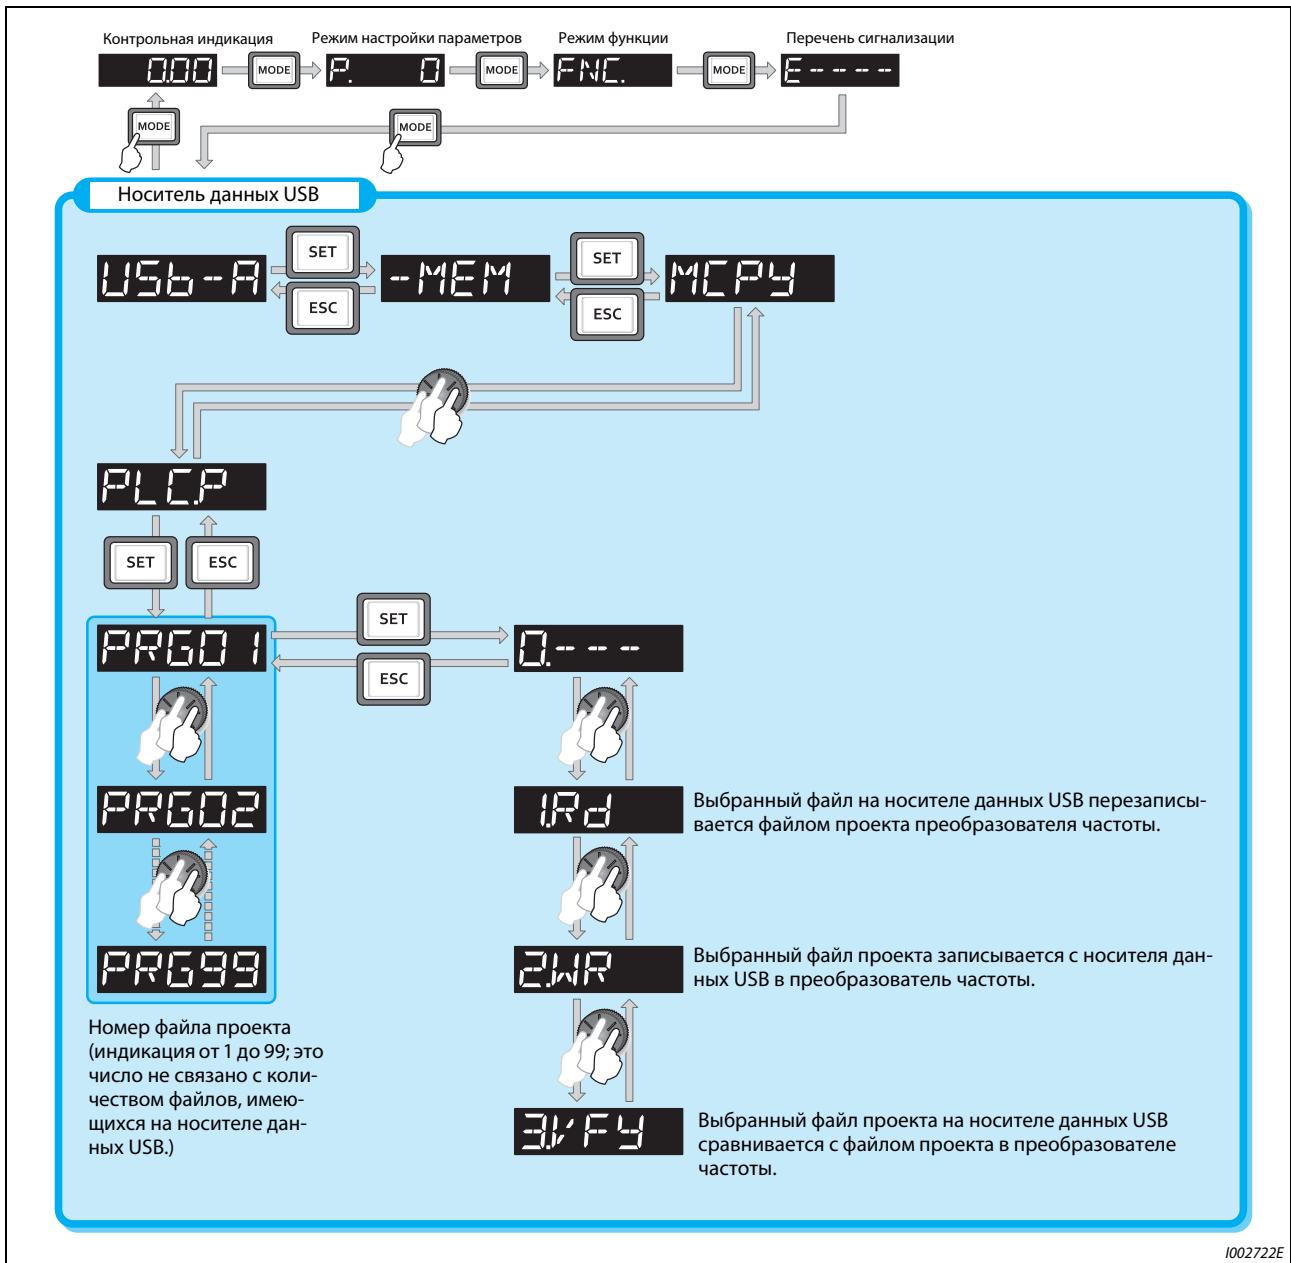 Контрольная индикация
Режим настройки параметров
Режим функции
Перечень сигнализации
0.00
MODE
P. 0
MODE
FNC.
MODE
E----
MODE
MODE
Носитель данных USB
USb-A
SET
ESC
-MEM
SET
ESC
MCPY
PLC.P
SET
ESC
PRG01
SET
ESC
0.---
PRG02
1.Rd
Выбранный файл на носителе данных USB перезаписы-
вается файлом проекта преобразователя частоты.
PRG99
2.WR
Выбранный файл проекта записывается с носителя дан-
ных USB в преобразователь частоты.
Номер файла проекта
(индикация от 1 до 99; это
число не связано с коли-
чеством файлов, имею-
щихся на носителе дан-
ных USB.)
3.VFY
Выбранный файл проекта на носителе данных USB
сравнивается с файлом проекта в преобразователе
частоты.
I002722E